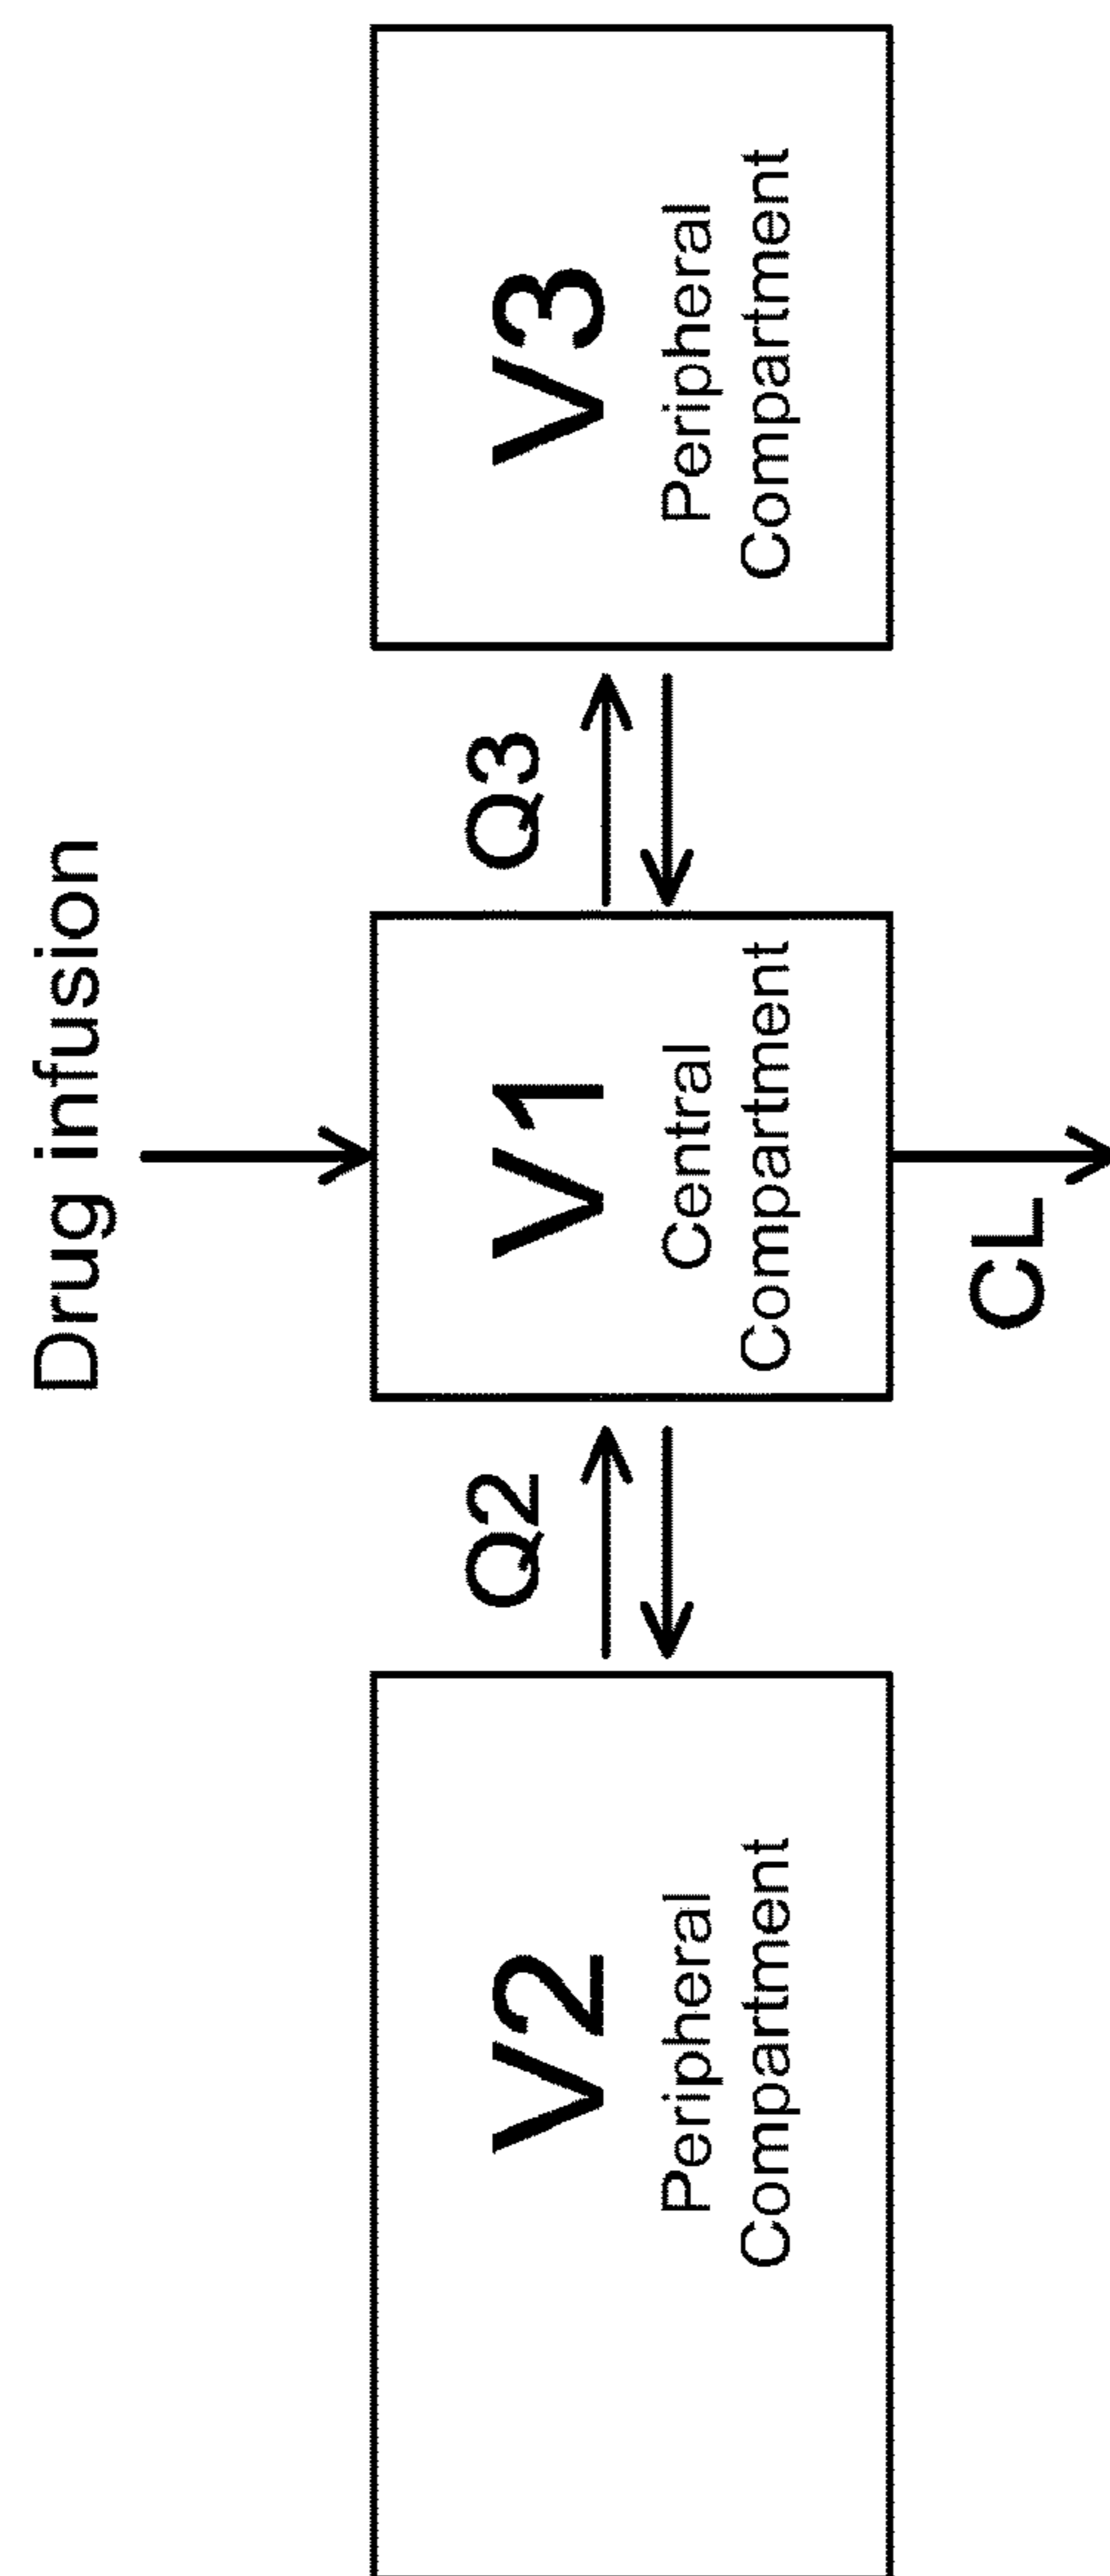 Drug infusion
Q2
Q3
V2
Peripheral
Compartment
V1
Central
Compartment
V3
Peripheral
Compartment
CL